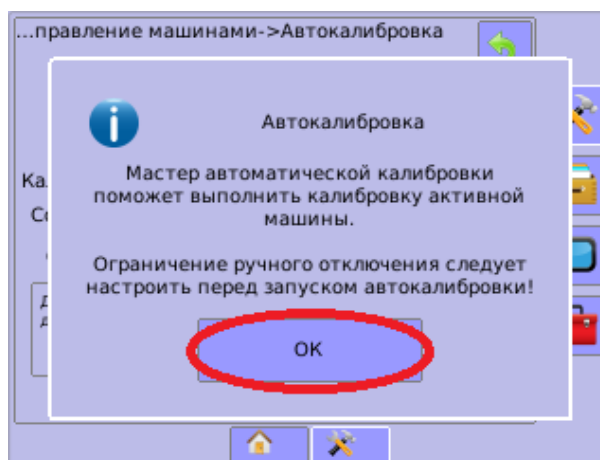 ...правление машинами->Автокалибровка
Автокалибровка
Мастер автоматической калибровки
поможет выполнить калибровку активной
машины.
Ка
Ограничение ручного отключения следует
настроить перед запуском автокалибровки!
OK